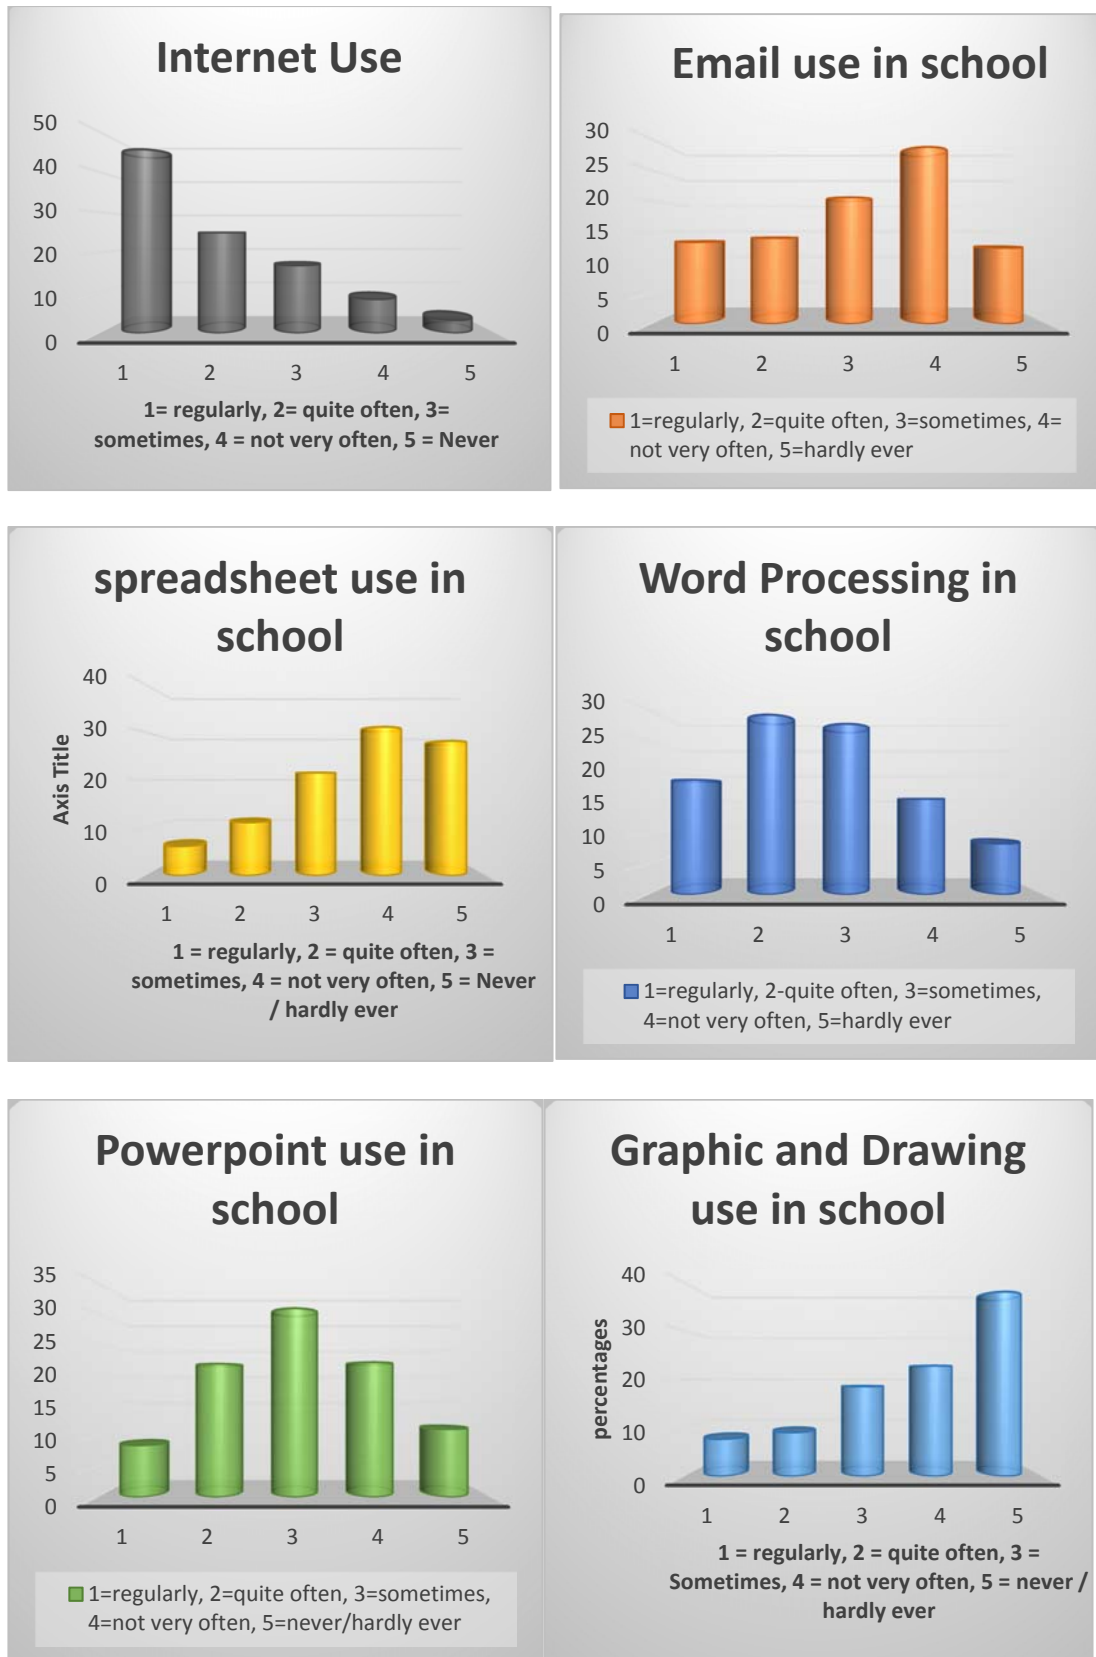 Internet Use
50
40
30
20
10
0
1 2 3 4 5
1= regularly, 2= quite often, 3=
sometimes, 4 = not very often, 5 = Never
Email use in school
30
25
20
15
10
5
0
1 2 3 4 5
1=regularly, 2=quite often, 3=sometimes, 4=
not very often, 5=hardly ever
spreadsheet use in
school
Axis Title
40
30
20
10
0
1 2 3 4 5
1 = regularly, 2 = quite often, 3 =
sometimes, 4 = not very often, 5 = Never
/ hardly ever
Word Processing in
school
30
25
20
15
10
5
0
1 2 3 4 5
1=regularly, 2-quite often, 3=sometimes,
4=not very often, 5=hardly ever
Powerpoint use in
school
35
30
25
20
15
10
5
0
1 2 3 4 5
1=regularly, 2=quite often, 3=sometimes,
4=not very often, 5=never/hardly ever
Graphic and Drawing
use in school
percentages
40
30
20
10
0
1 2 3 4 5
1 = regularly, 2 = quite often, 3 =
Sometimes, 4 = not very often, 5 = never /
hardly ever